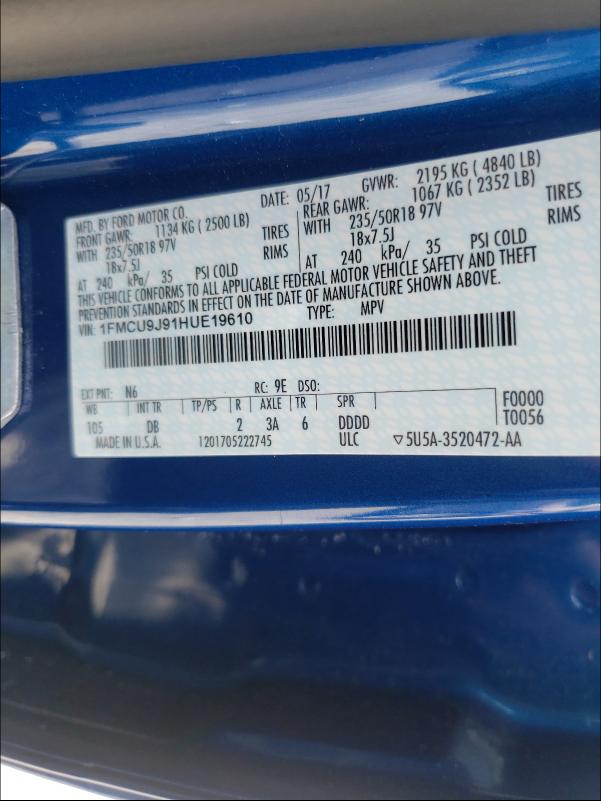 MFD. BY FORD MOTOR CO. DATE: 05/17 GVWR: 2195 KG ( 4840 LB)
FRONT GAWR: 1134 KG ( 2500 LB) REAR GAWR: 1067 KG ( 2352 LB)
WITH 235/50R18 97V TIRES WITH 235/50R18 97V TIRES
18x7.5J RIMS 18x7.5J RIMS
AT 240 kPa/ 35 PSI COLD AT 240 kPa/ 35 PSI COLD
THIS VEHICLE CONFORMS TO ALL APPLICABLE FEDERAL MOTOR VEHICLE SAFETY AND THEFT
PREVENTION STANDARDS IN EFFECT ON THE DATE OF MANUFACTURE SHOWN ABOVE.
VIN: 1FMCU9J91HUE19610 TYPE: MPV
EXT PNT: N6 RC: 9E DSO:
WB INT TR TP/PS R AXLE TR SPR F0000
105 DB 2 3A 6 DDDD T0056
MADE IN U.S.A. 1201705222745 ULC ▽5U5A-3520472-AA